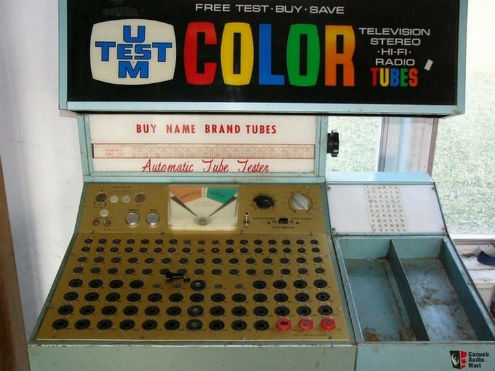 FREE TEST · BUY · SAVE
U
TEST
M
COLOR
TELEVISION
STEREO
· HI-FI ·
RADIO
TUBES
BUY NAME BRAND TUBES
Automatic Tube Tester
Canuck
Audio
Mart